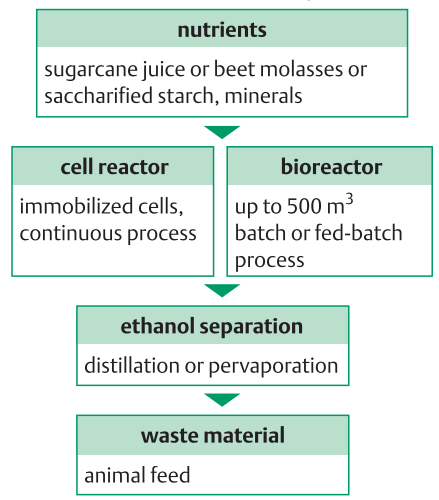 nutrients
sugarcane juice or beet molasses or
saccharified starch, minerals
cell reactor
immobilized cells,
continuous process
bioreactor
up to 500 m³
batch or fed-batch
process
ethanol separation
distillation or pervaporation
waste material
animal feed